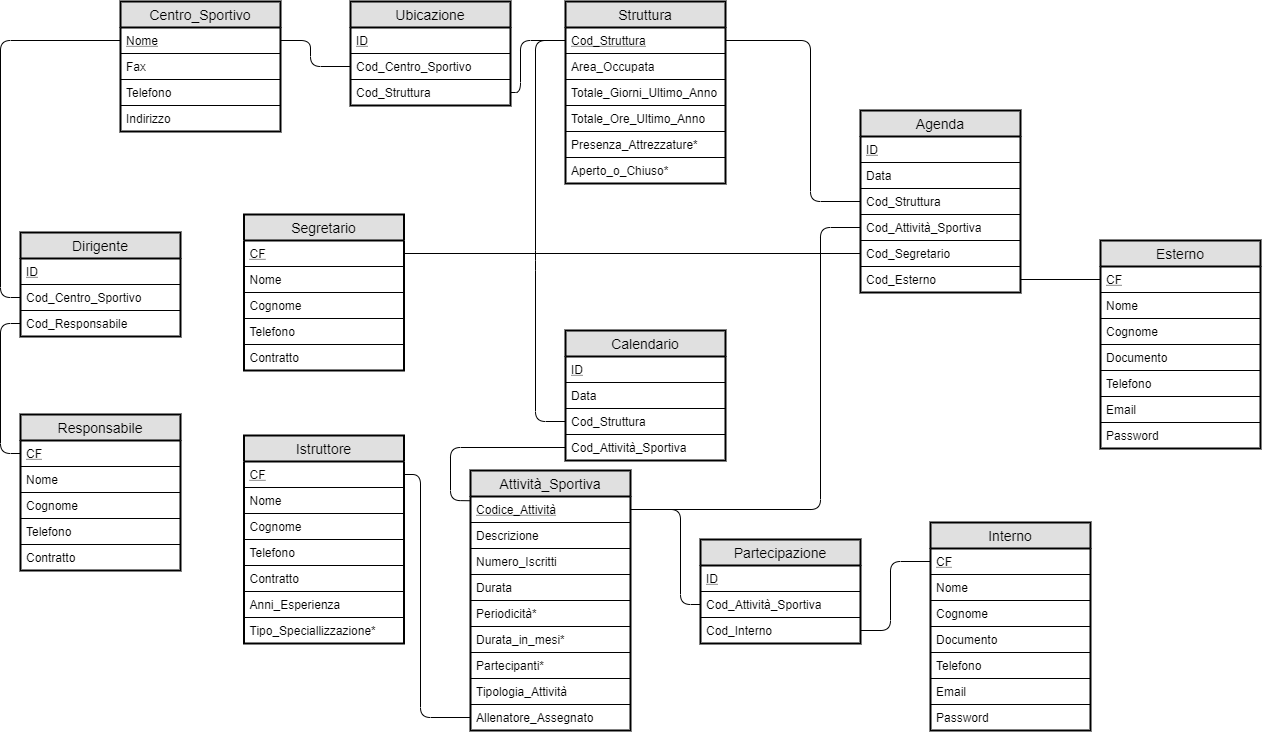 Centro_Sportivo
Nome
Fax
Telefono
Indirizzo
Ubicazione
ID
Cod_Centro_Sportivo
Cod_Struttura
Struttura
Cod_Struttura
Area_Occupata
Totale_Giorni_Ultimo_Anno
Totale_Ore_Ultimo_Anno
Presenza_Attrezzature*
Aperto_o_Chiuso*
Agenda
ID
Data
Cod_Struttura
Cod_Attività_Sportiva
Cod_Segretario
Cod_Esterno
Dirigente
ID
Cod_Centro_Sportivo
Cod_Responsabile
Segretario
CF
Nome
Cognome
Telefono
Contratto
Esterno
CF
Nome
Cognome
Documento
Telefono
Email
Password
Calendario
ID
Data
Cod_Struttura
Cod_Attività_Sportiva
Responsabile
CF
Nome
Cognome
Telefono
Contratto
Istruttore
CF
Nome
Cognome
Telefono
Contratto
Anni_Esperienza
Tipo_Speciallizzazione*
Attività_Sportiva
Codice_Attività
Descrizione
Numero_Iscritti
Durata
Periodicità*
Durata_in_mesi*
Partecipanti*
Tipologia_Attività
Allenatore_Assegnato
Partecipazione
ID
Cod_Attività_Sportiva
Cod_Interno
Interno
CF
Nome
Cognome
Documento
Telefono
Email
Password